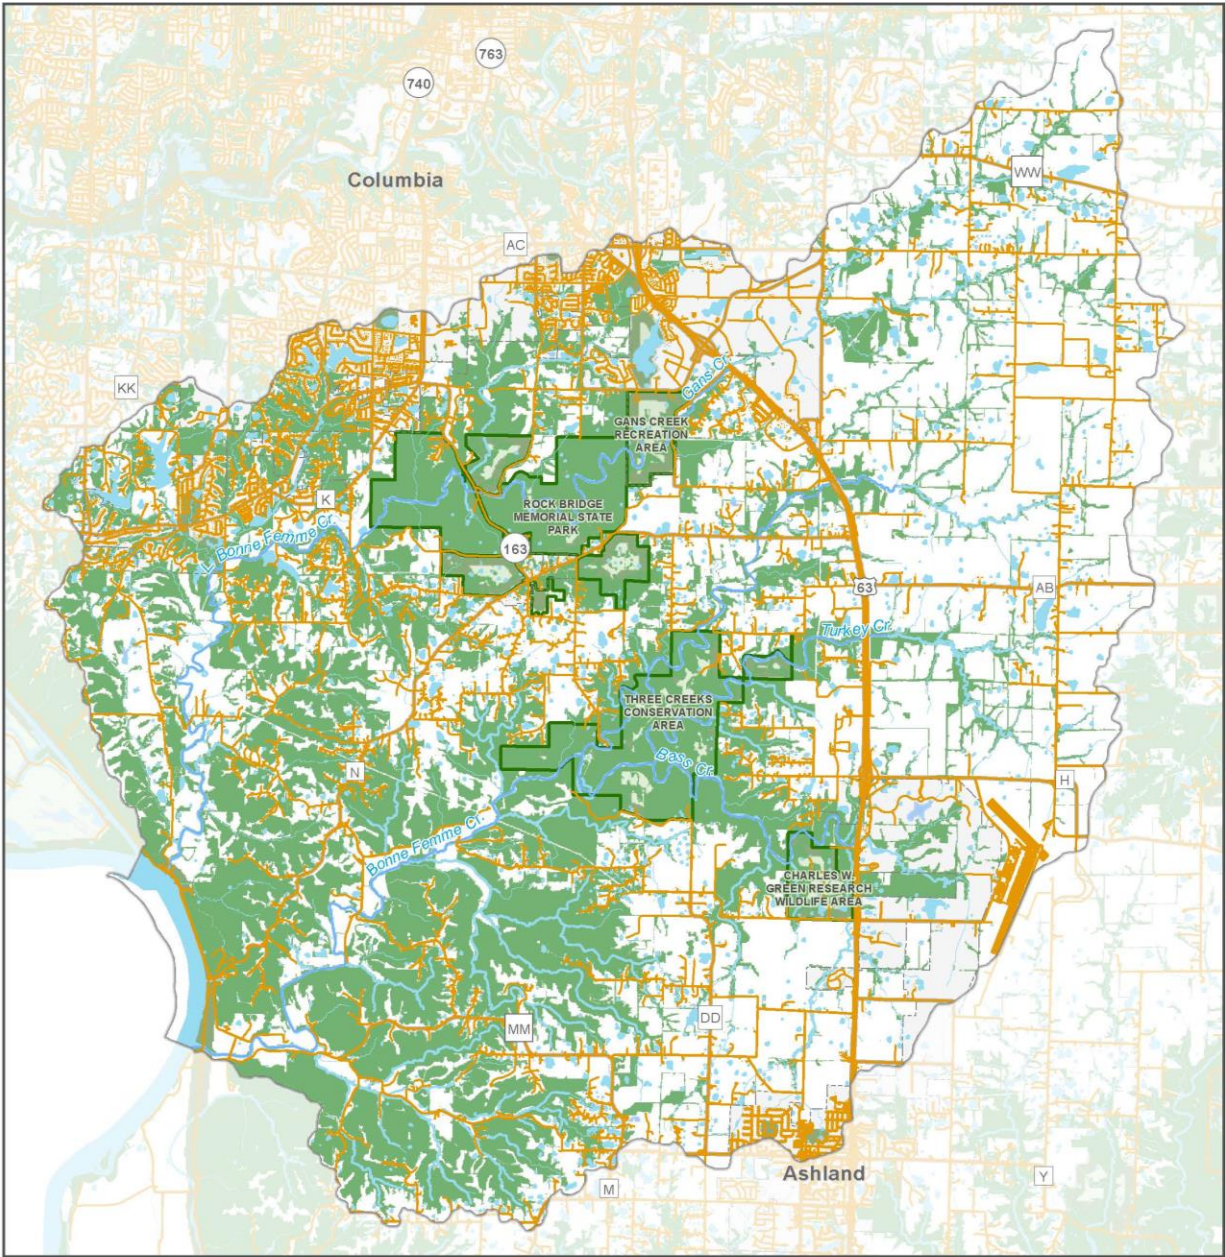 763
740
Columbia
WW
AC
KK
Gans Cr.
GANS CREEK
RECREATION
AREA
K
ROCK BRIDGE
MEMORIAL STATE
PARK
L. Bonne Femme Cr.
163
63
AB
Turkey Cr.
THREE CREEKS
CONSERVATION
AREA
Bass Cr.
N
H
Bonne Femme Cr.
CHARLES W.
GREEN RESEARCH
WILDLIFE AREA
DD
MM
Ashland
M
Y